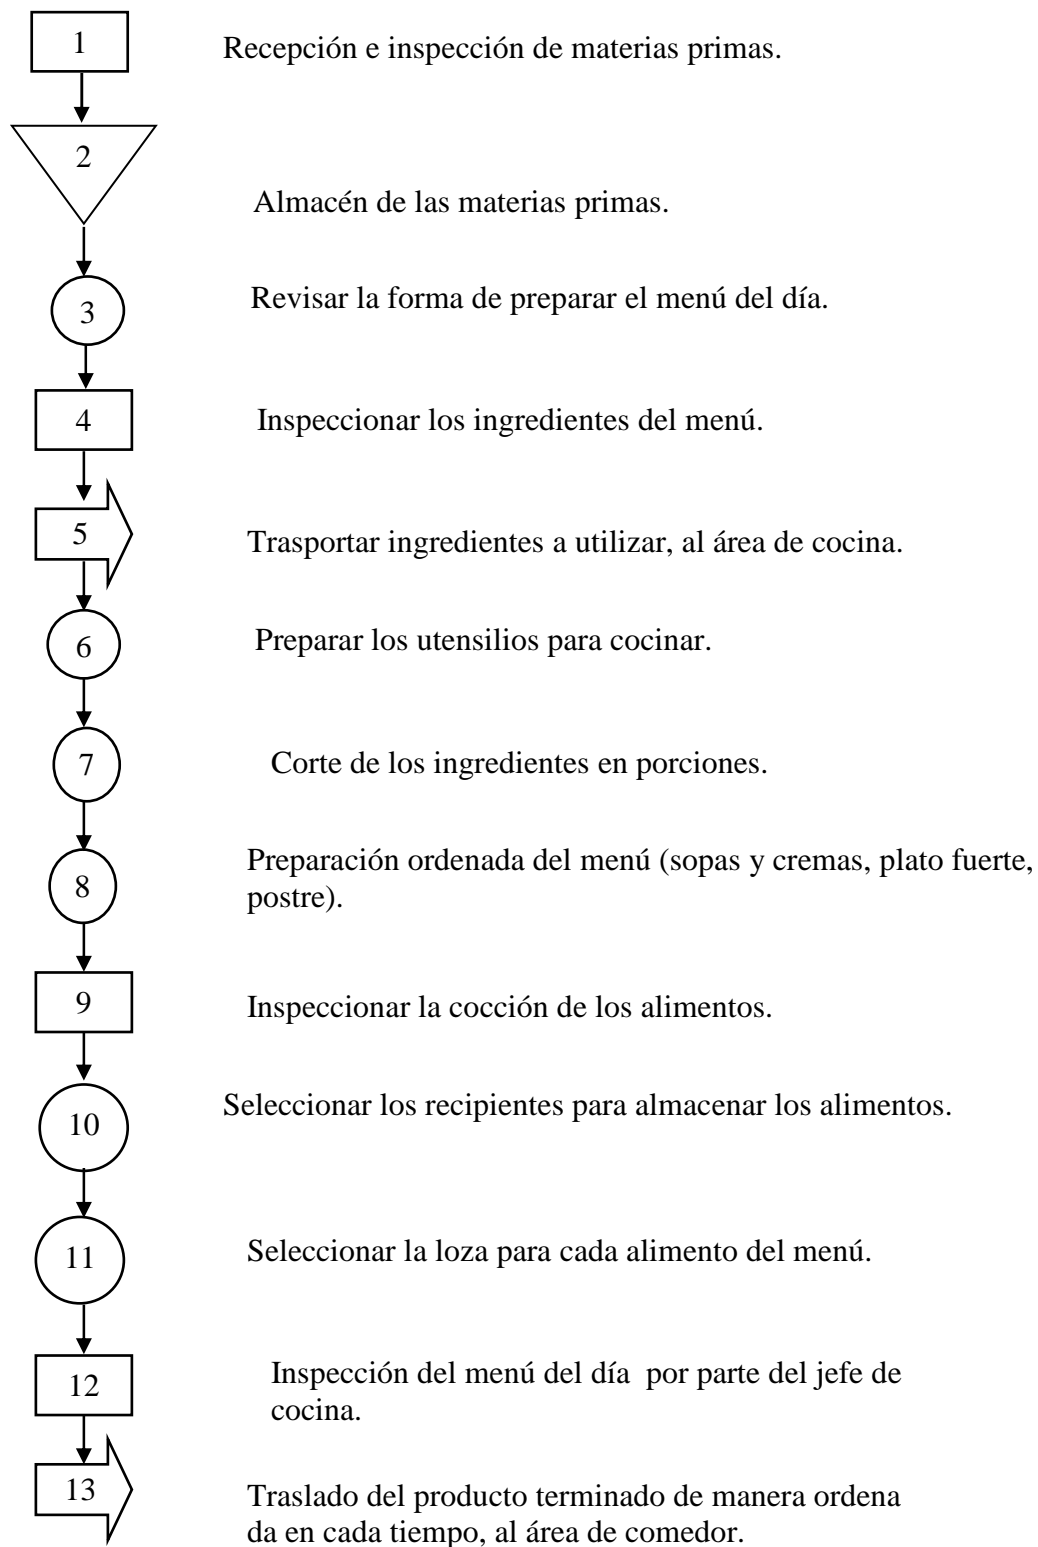 1
Recepción e inspección de materias primas.
2
Almacén de las materias primas.
3
Revisar la forma de preparar el menú del día.
4
Inspeccionar los ingredientes del menú.
5
Trasportar ingredientes a utilizar, al área de cocina.
6
Preparar los utensilios para cocinar.
7
Corte de los ingredientes en porciones.
8
Preparación ordenada del menú (sopas y cremas, plato fuerte,
postre).
9
Inspeccionar la cocción de los alimentos.
10
Seleccionar los recipientes para almacenar los alimentos.
11
Seleccionar la loza para cada alimento del menú.
12
Inspección del menú del día  por parte del jefe de
cocina.
13
Traslado del producto terminado de manera ordena
da en cada tiempo, al área de comedor.